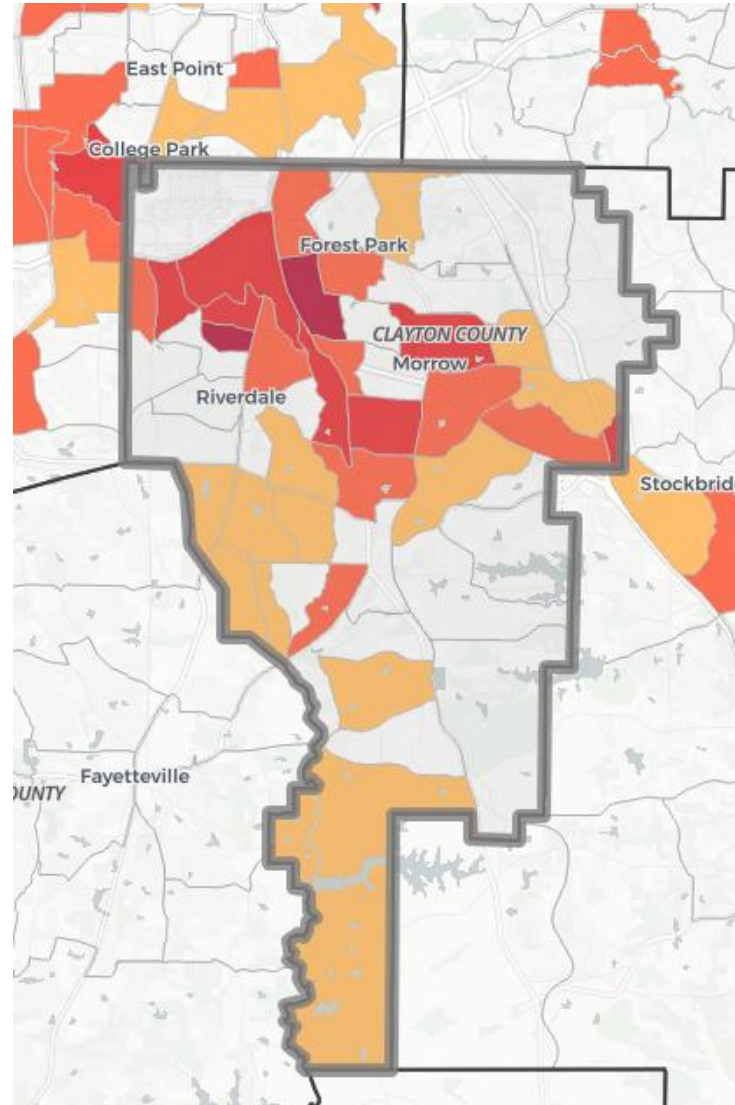 East Point
College Park
Forest Park
CLAYTON COUNTY
Morrow
Riverdale
Stockbrid
Fayetteville
OUNTY